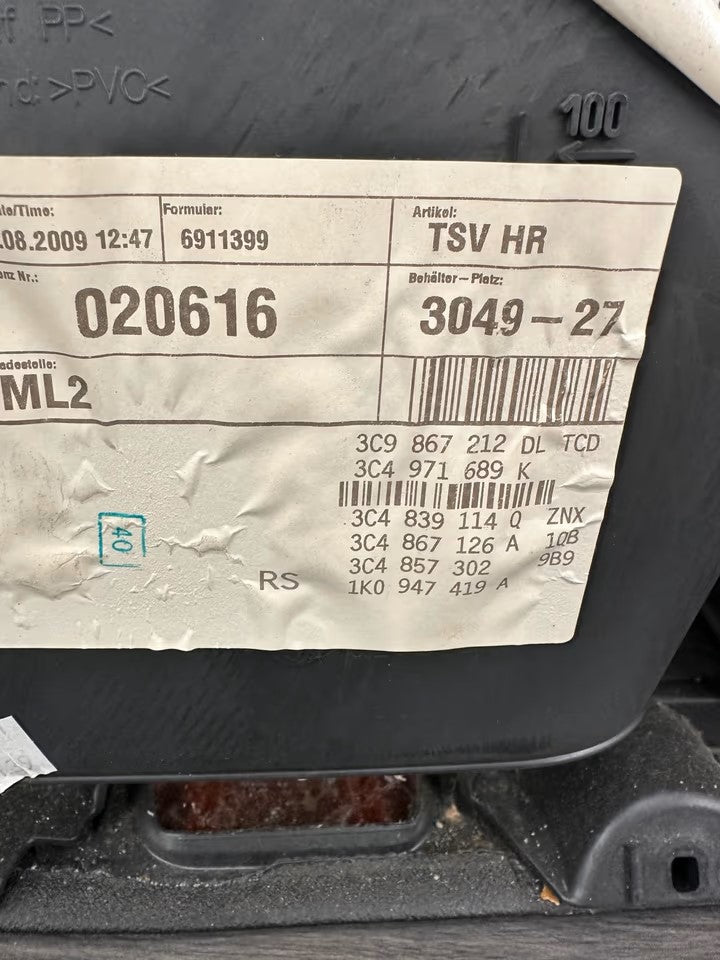 PP<
>PVC<
100
Time: Formular: Artikel:
.08.2009 12:47 6911399 TSV HR
Nr.: Behälter-Platz:
020616 3049-27
ML2
3C9 867 212 DL TCD
3C4 971 689 K
3C4 839 114 Q ZNX
3C4 867 126 A 10B
3C4 857 302 9B9
1K0 947 419 A
40
RS